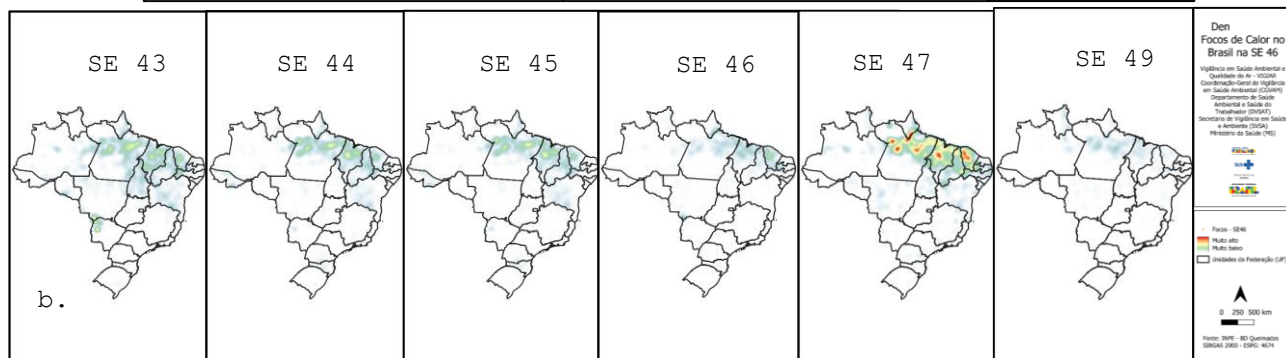 SE 43
SE 44
SE 45
SE 46
SE 47
SE 49
b.
Den
Focos de Calor no
Brasil na SE 46
Vigilância em Saúde Ambiental e
Qualidade do Ar - VIGIAR
Coordenação-Geral de Vigilância
em Saúde Ambiental (CGVAM)
Departamento de Saúde
Ambiental e Saúde do
Trabalhador (DVSAT)
Secretaria de Vigilância em Saúde
e Ambiente (SVSA)
Ministério da Saúde (MS)
SUS
Focos - SE46
Muito alto
Muito baixo
Unidades da Federação (UF)
0 250 500 km
Fonte: INPE - BD Queimadas
SIRGAS 2000 - ESPG: 4674